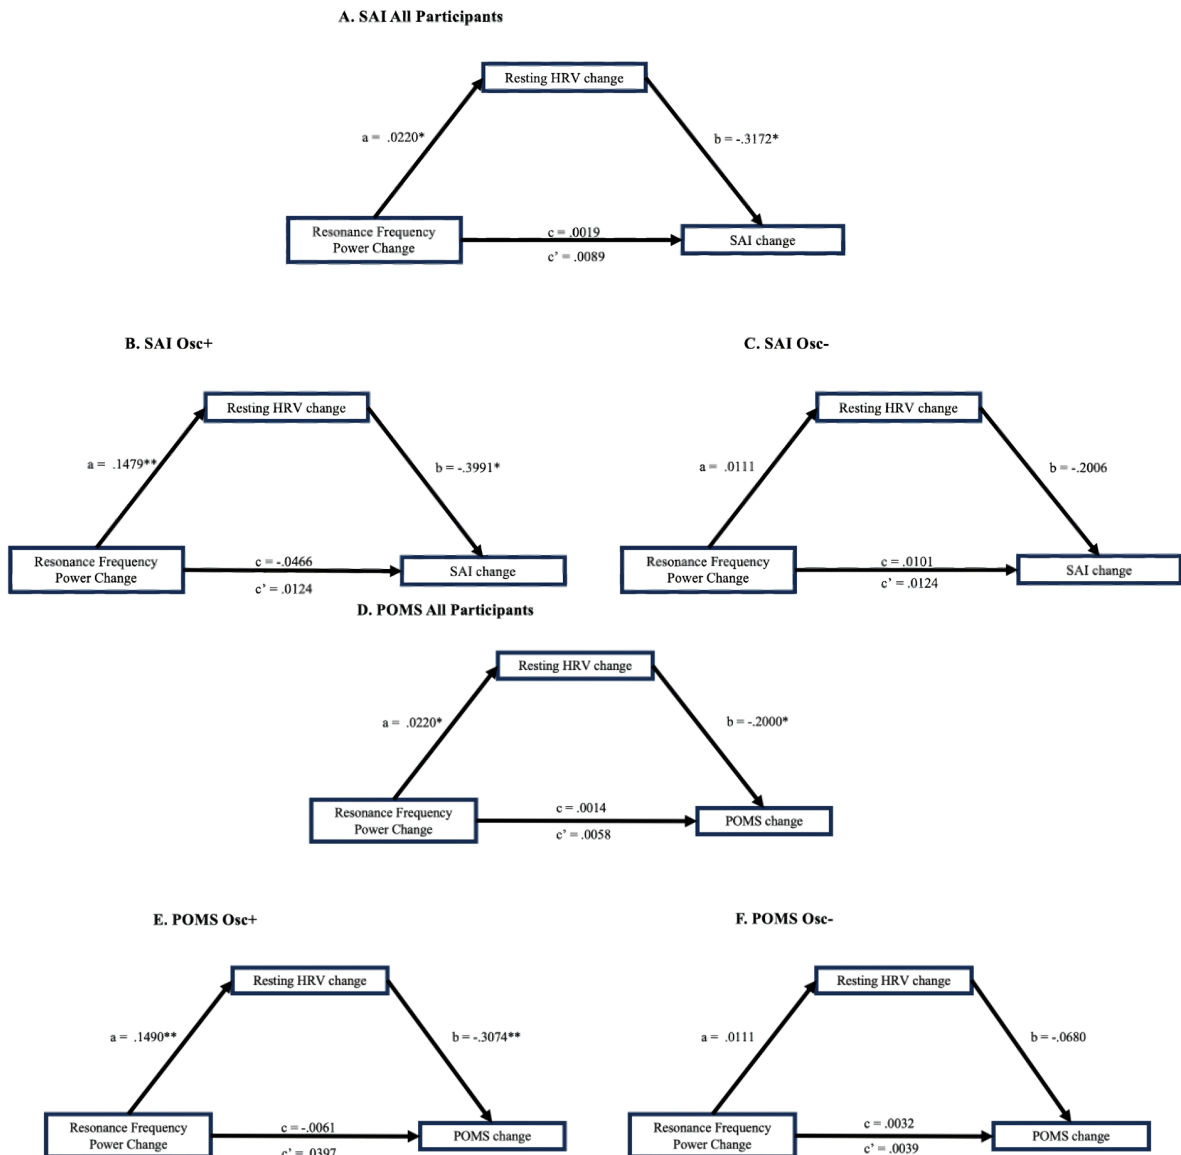 A. SAI All Participants
Resting HRV change
a = .0220*
b = -.3172*
Resonance Frequency
Power Change
c = .0019
c' = .0089
SAI change
B. SAI Osc+
Resting HRV change
a = .1479**
b = -.3991*
Resonance Frequency
Power Change
c = -.0466
c' = .0124
SAI change
C. SAI Osc-
Resting HRV change
a = .0111
b = -.2006
Resonance Frequency
Power Change
c = .0101
c' = .0124
SAI change
D. POMS All Participants
Resting HRV change
a = .0220*
b = -.2000*
Resonance Frequency
Power Change
c = .0014
c' = .0058
POMS change
E. POMS Osc+
Resting HRV change
a = .1490**
b = -.3074**
Resonance Frequency
Power Change
c = -.0061
c' = .0397
POMS change
F. POMS Osc-
Resting HRV change
a = .0111
b = -.0680
Resonance Frequency
Power Change
c = .0032
c' = .0039
POMS change